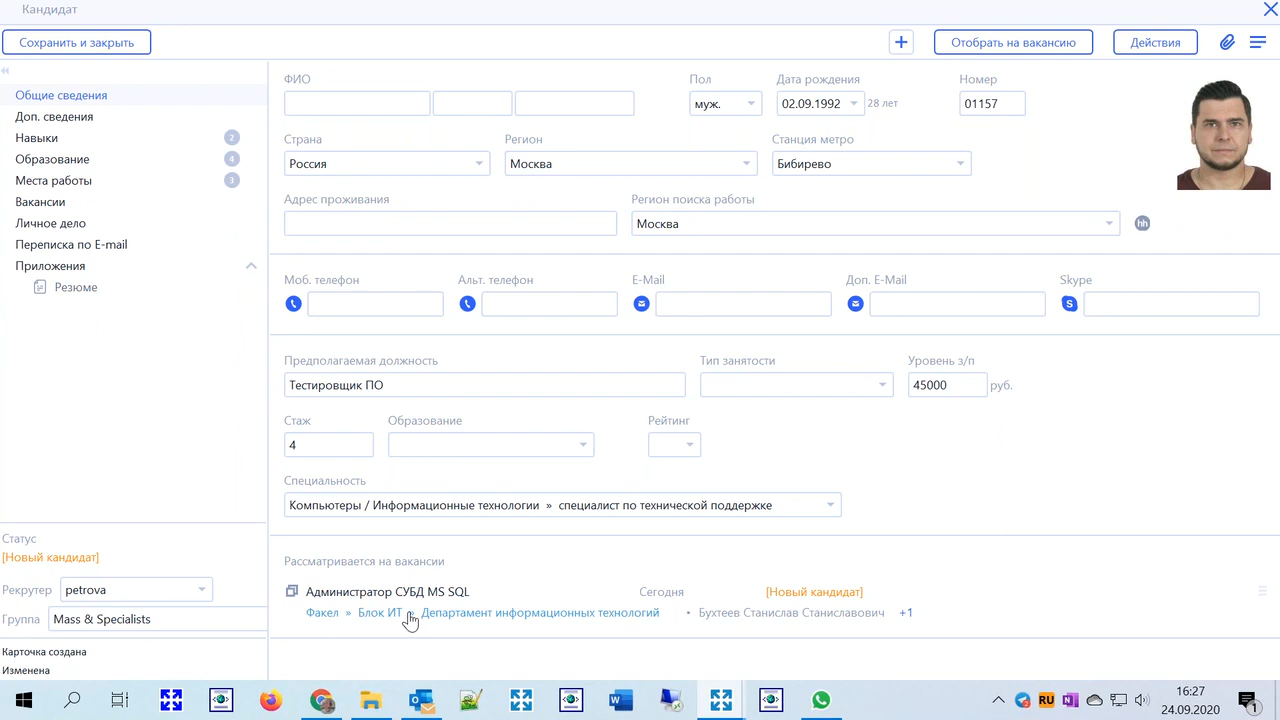 Кандидат
Сохранить и закрыть
Отобрать на вакансию
Действия
Общие сведения
Доп. сведения
Навыки 2
Образование 4
Места работы 3
Вакансии
Личное дело
Переписка по E-mail
Приложения
Резюме
Статус
[Новый кандидат]
Рекрутер petrova
Группа Mass & Specialists
Карточка создана
Изменена
ФИО Пол Дата рождения Номер
муж. 02.09.1992 28 лет 01157
Страна Регион Станция метро
Россия Москва Бибирево
Адрес проживания Регион поиска работы
Москва hh
Моб. телефон Альт. телефон E-Mail Доп. E-Mail Skype
S
Предполагаемая должность Тип занятости Уровень з/п
Тестировщик ПО 45000 руб.
Стаж Образование Рейтинг
4
Специальность
Компьютеры / Информационные технологии » специалист по технической поддержке
Рассматривается на вакансии
Администратор СУБД MS SQL Сегодня [Новый кандидат]
Факел » Блок ИТ » Департамент информационных технологий • Бухтеев Станислав Станиславович +1
RU
16:27
24.09.2020
1